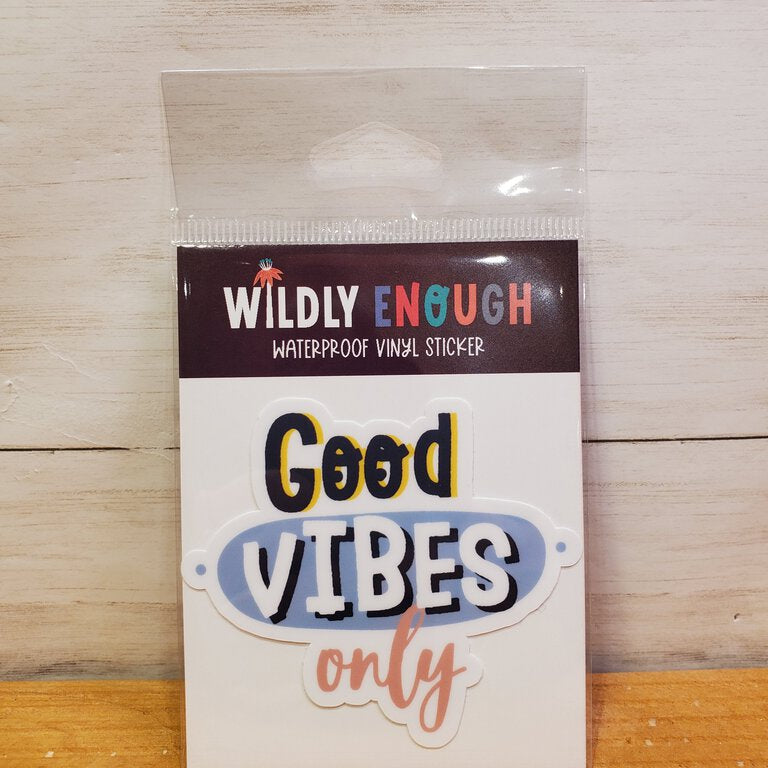 WILDLY ENOUGH
WATERPROOF VINYL STICKER
Good
VIBES
only